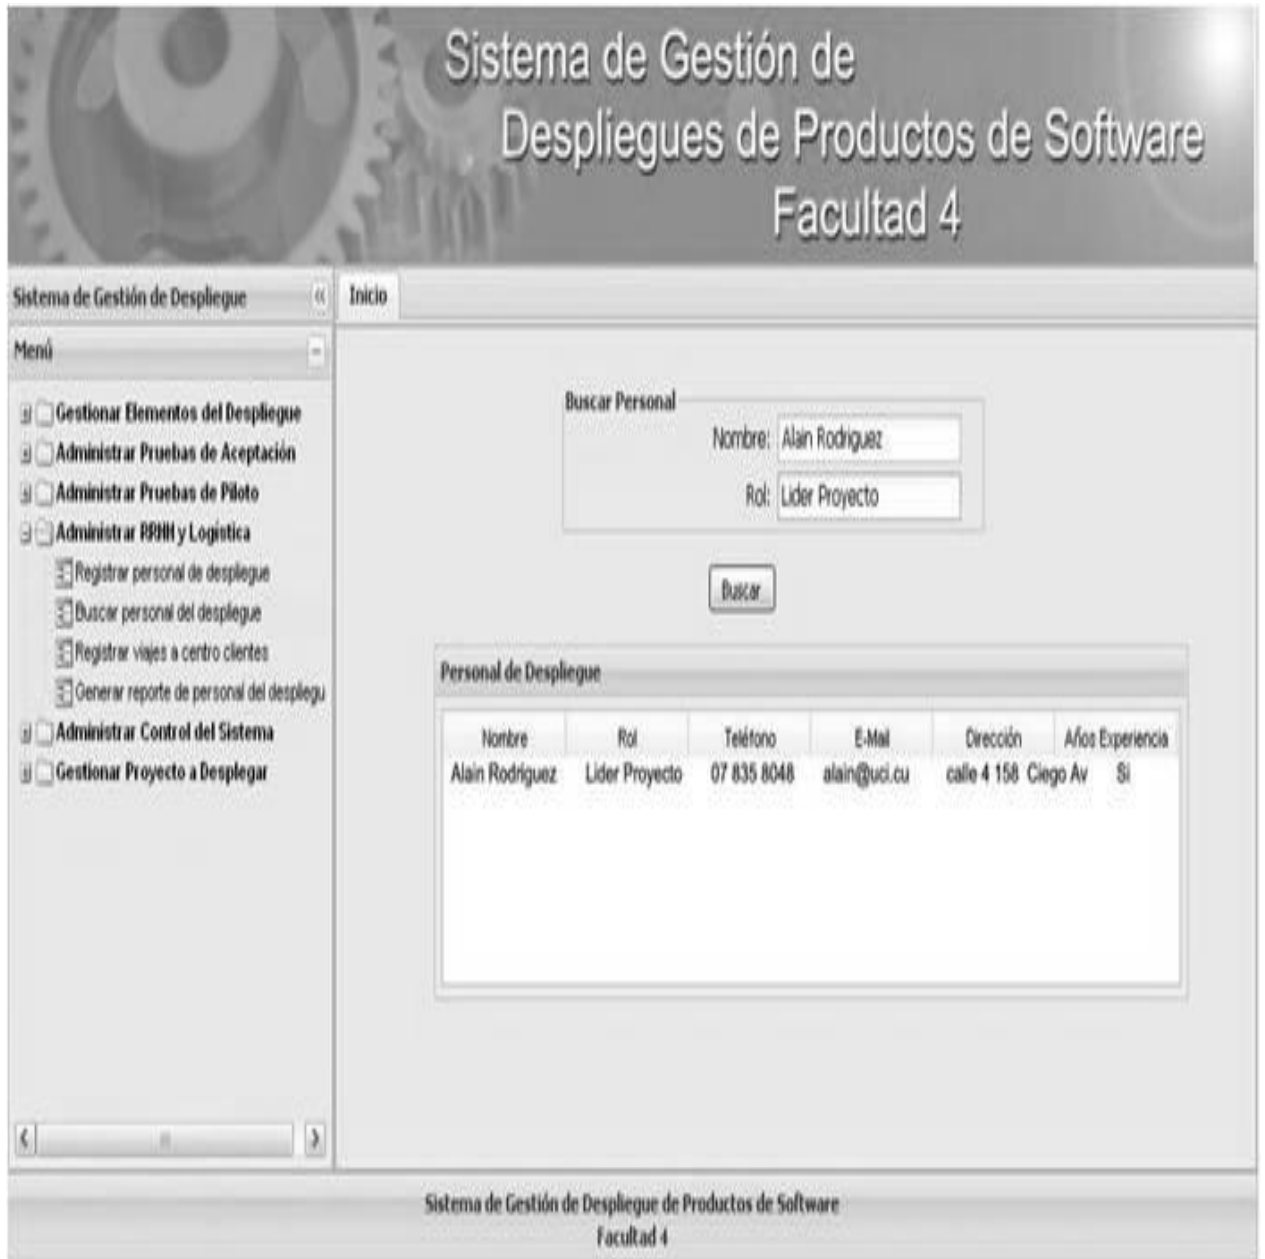 Sistema de Gestión de
Despliegues de Productos de Software
Facultad 4
Sistema de Gestión de Despliegue
Inicio
Menú
Gestionar Elementos del Despliegue
Administrar Pruebas de Aceptación
Administrar Pruebas de Piloto
Administrar RRHH y Logística
Registrar personal de despliegue
Buscar personal del despliegue
Registrar viajes a centro clientes
Generar reporte de personal del desplegu
Administrar Control del Sistema
Gestionar Proyecto a Desplegar
Buscar Personal
Nombre: Alain Rodriguez
Rol: Lider Proyecto
Buscar
Personal de Despliegue
Nombre Rol Teléfono E-Mail Dirección Años Experiencia
Alain Rodriguez Lider Proyecto 07 835 8048 alain@uci.cu calle 4 158 Ciego Av Si
Sistema de Gestión de Despliegue de Productos de Software
Facultad 4